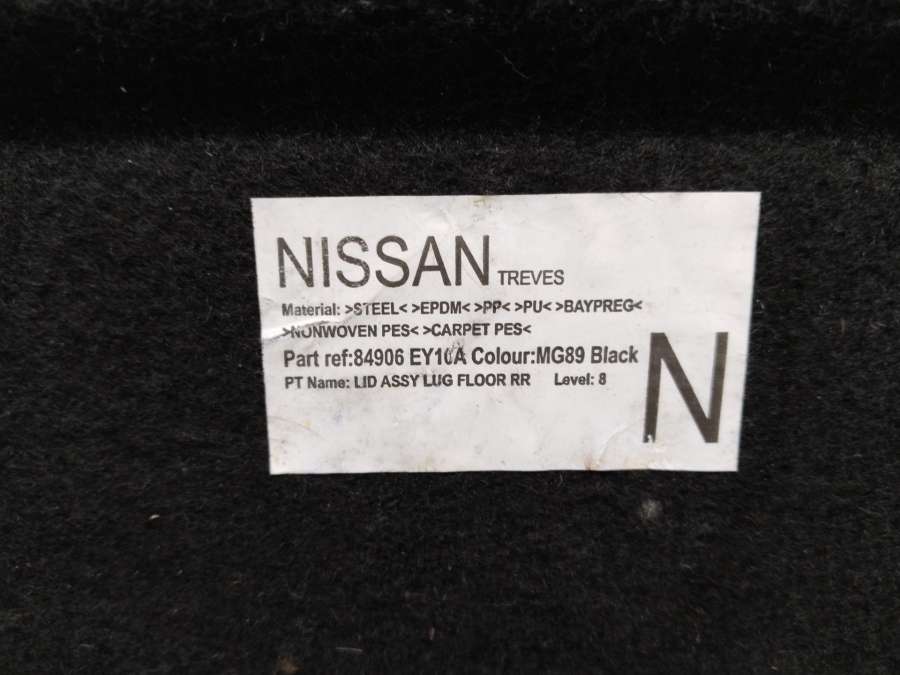 NISSAN TREVES
Material: >STEEL< >EPDM< >PP< >PU< >BAYPREG<
>NONWOVEN PES< >CARPET PES<
Part ref:84906 EY10A Colour:MG89 Black
PT Name: LID ASSY LUG FLOOR RR Level: 8
N